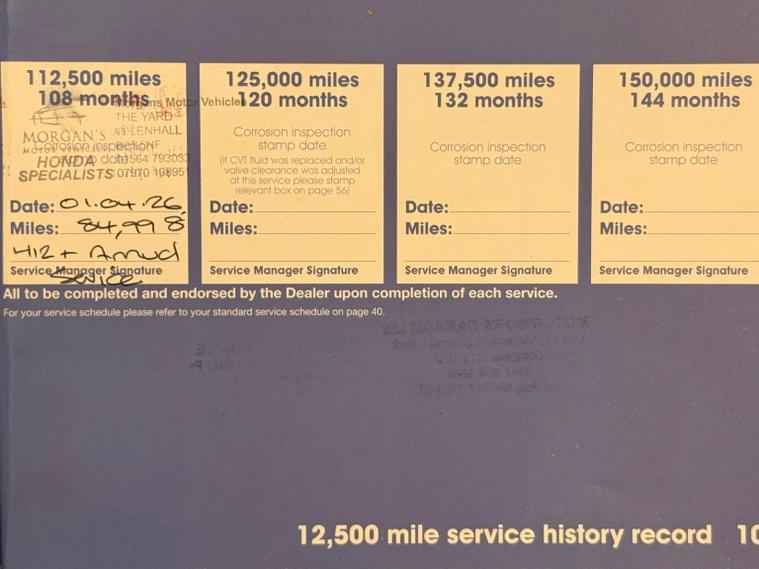 112,500 miles
108 months
Morgans Motor Vehicles
THE YARD
MORGAN'S
HONDA
SPECIALISTS
01564 793033
07970 108951
Corrosion inspection
stamp date
Date: 01.04.26
Miles: 84,998
H12 + Annual
Service Manager Signature
Service
125,000 miles
120 months
Corrosion inspection
stamp date
(If CVT fluid was replaced and/or
valve clearance was adjusted
at this service please stamp
relevant box on page 56)
Date:
Miles:
Service Manager Signature
137,500 miles
132 months
Corrosion inspection
stamp date
Date:
Miles:
Service Manager Signature
150,000 miles
144 months
Corrosion inspection
stamp date
Date:
Miles:
Service Manager Signature
All to be completed and endorsed by the Dealer upon completion of each service.
For your service schedule please refer to your standard service schedule on page 40.
12,500 mile service history record 10